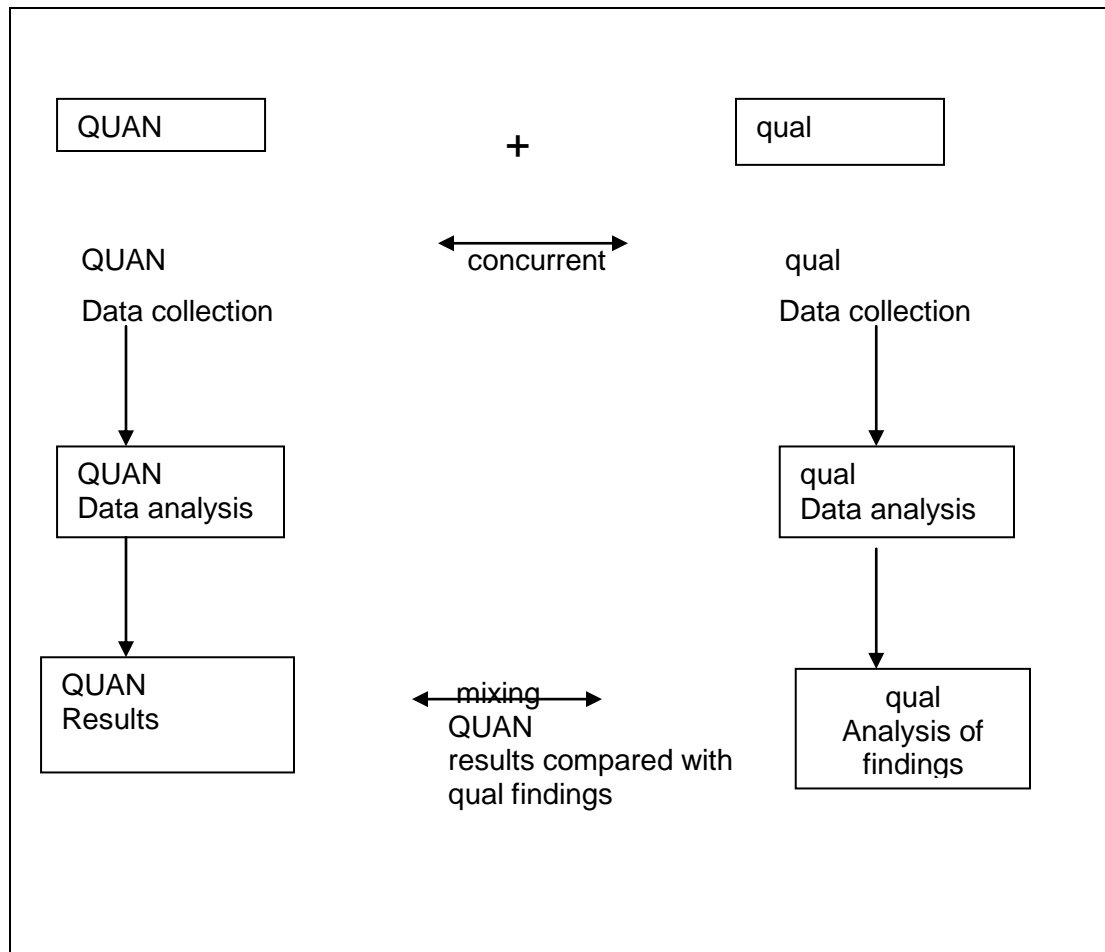 QUAN
+
qual
QUAN
concurrent
qual
Data collection
Data collection
QUAN
Data analysis
qual
Data analysis
QUAN
Results
mixing
QUAN
results compared with
qual findings
qual
Analysis of
findings